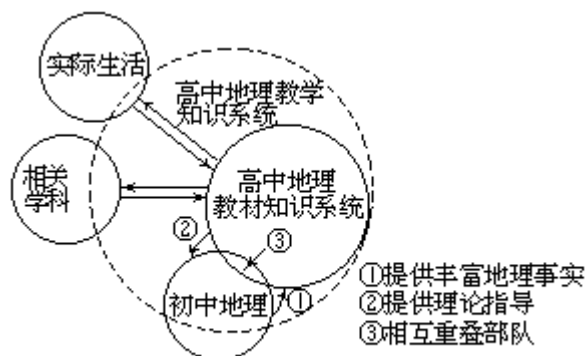 实际生活
高中地理教学
知识系统
相关
学科
高中地理
教材知识系统
②
③
初中地理
①
①提供丰富地理事实
②提供理论指导
③相互重叠部队